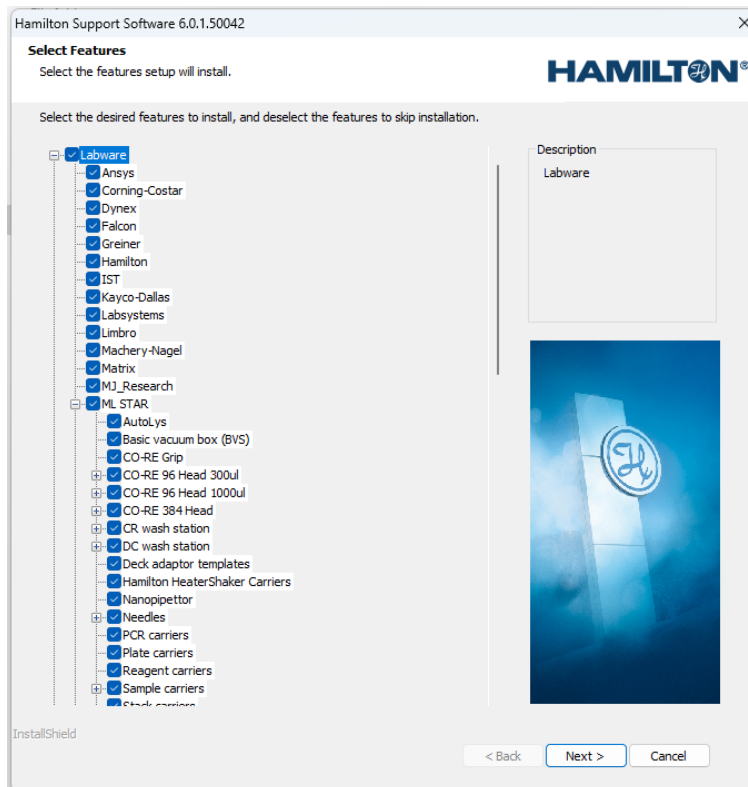 Hamilton Support Software 6.0.1.50042
Select Features
Select the features setup will install.
HAMILTON®
Select the desired features to install, and deselect the features to skip installation.
Labware
Ansys
Corning-Costar
Dynex
Falcon
Greiner
Hamilton
IST
Kayco-Dallas
Labsystems
Limbro
Machery-Nagel
Matrix
MJ_Research
ML STAR
AutoLys
Basic vacuum box (BVS)
CO-RE Grip
CO-RE 96 Head 300ul
CO-RE 96 Head 1000ul
CO-RE 384 Head
CR wash station
DC wash station
Deck adaptor templates
Hamilton HeaterShaker Carriers
Nanopipettor
Needles
PCR carriers
Plate carriers
Reagent carriers
Sample carriers
Stack carriers
Description
Labware
InstallShield
< Back
Next >
Cancel